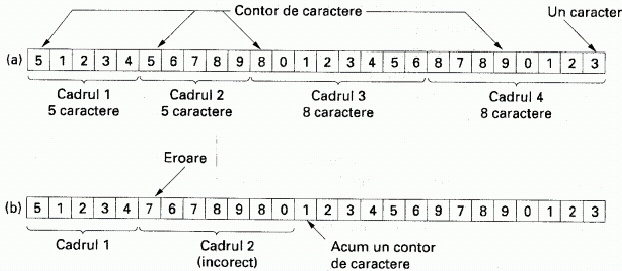 Contor de caractere
Un caracter
(a) 5 1 2 3 4 5 6 7 8 9 8 0 1 2 3 4 5 6 8 7 8 9 0 1 2 3
Cadrul 1 Cadrul 2 Cadrul 3 Cadrul 4
5 caractere 5 caractere 8 caractere 8 caractere
Eroare
(b) 5 1 2 3 4 7 6 7 8 9 8 0 1 2 3 4 5 6 9 7 8 9 0 1 2 3
Cadrul 1 Cadrul 2 Acum un contor
(incorect) de caractere